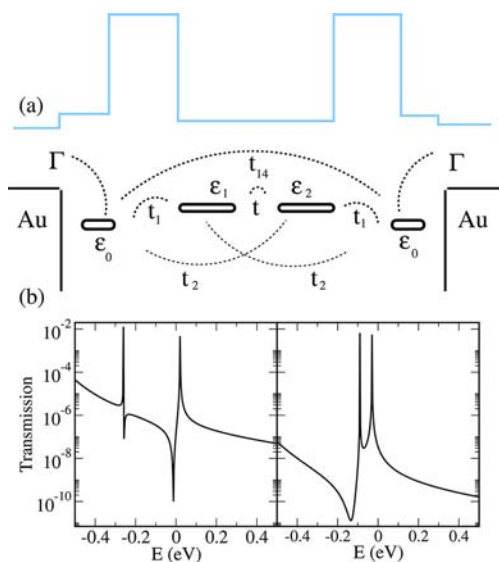 (a)
Γ t₁₄ Γ
ε₁ ε₂
Au t₁ t t₁ Au
ε₀ ε₀
t₂ t₂
(b)
Transmission
10⁻²
10⁻⁴
10⁻⁶
10⁻⁸
10⁻¹⁰
-0.4 -0.2 0 0.2 0.4 -0.4 -0.2 0 0.2 0.4
E (eV) E (eV)